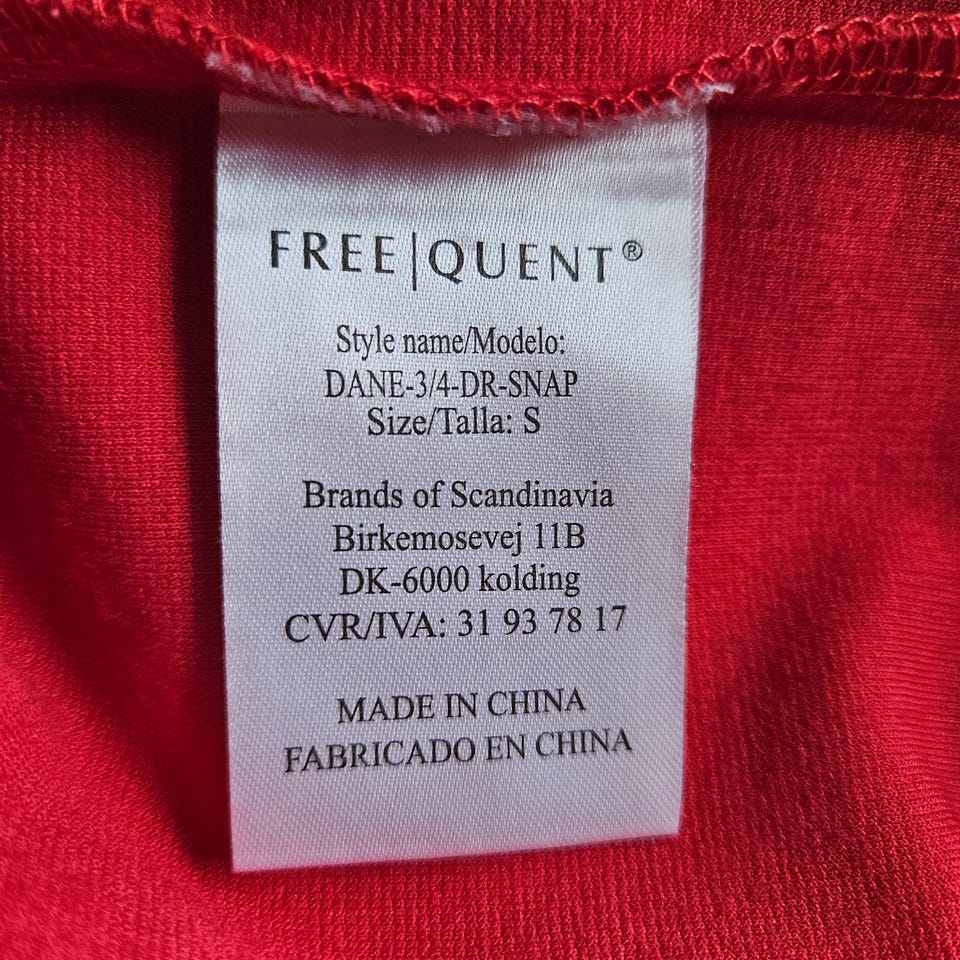 FREE|QUENT®
Style name/Modelo:
DANE-3/4-DR-SNAP
Size/Talla: S
Brands of Scandinavia
Birkemosevej 11B
DK-6000 kolding
CVR/IVA: 31 93 78 17
MADE IN CHINA
FABRICADO EN CHINA